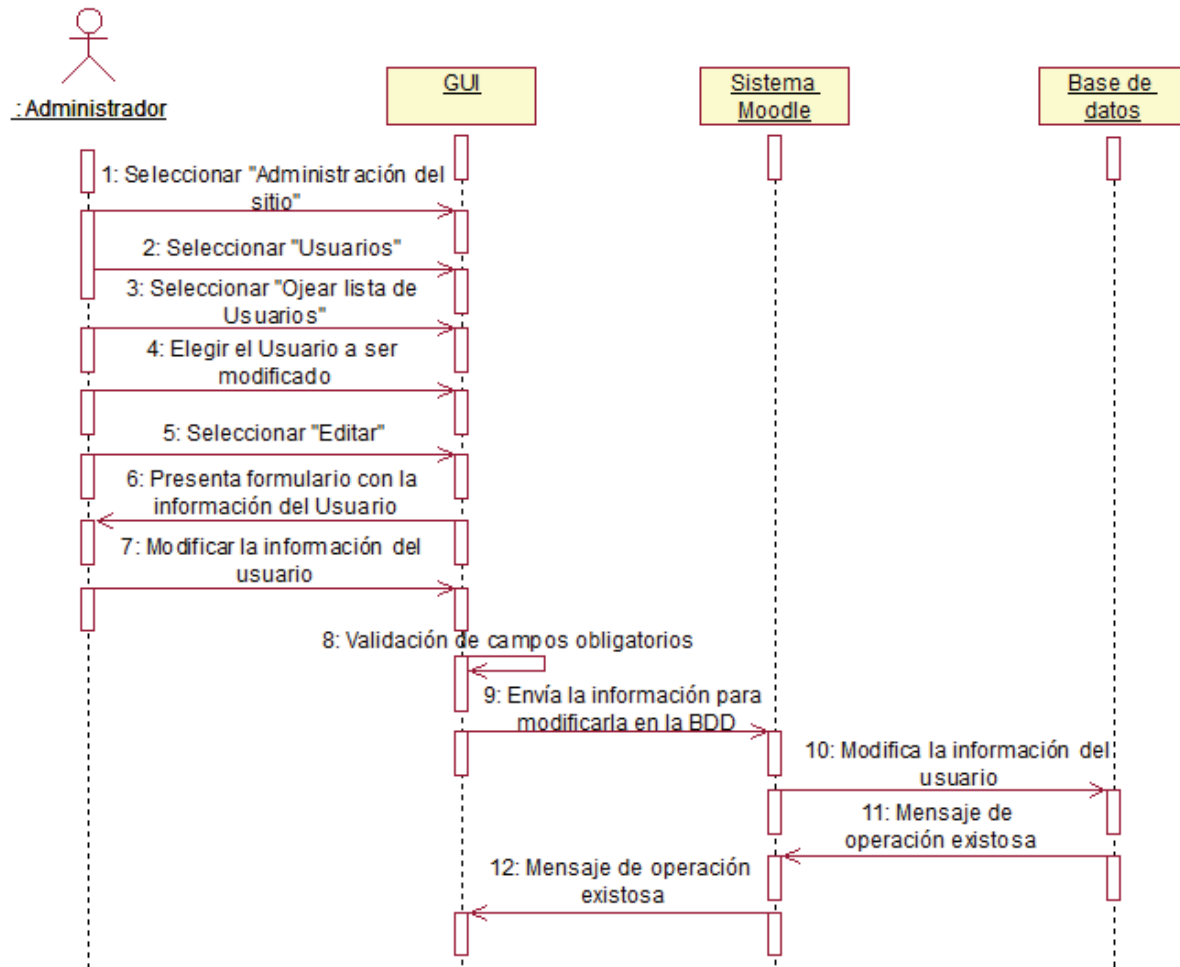 : Administrador
GUI
Sistema
Moodle
Base de
datos
1: Seleccionar "Administración del
sitio"
2: Seleccionar "Usuarios"
3: Seleccionar "Ojear lista de
Usuarios"
4: Elegir el Usuario a ser
modificado
5: Seleccionar "Editar"
6: Presenta formulario con la
información del Usuario
7: Modificar la información del
usuario
8: Validación de campos obligatorios
9: Envía la información para
modificarla en la BDD
10: Modifica la información del
usuario
11: Mensaje de
operación existosa
12: Mensaje de operación
existosa